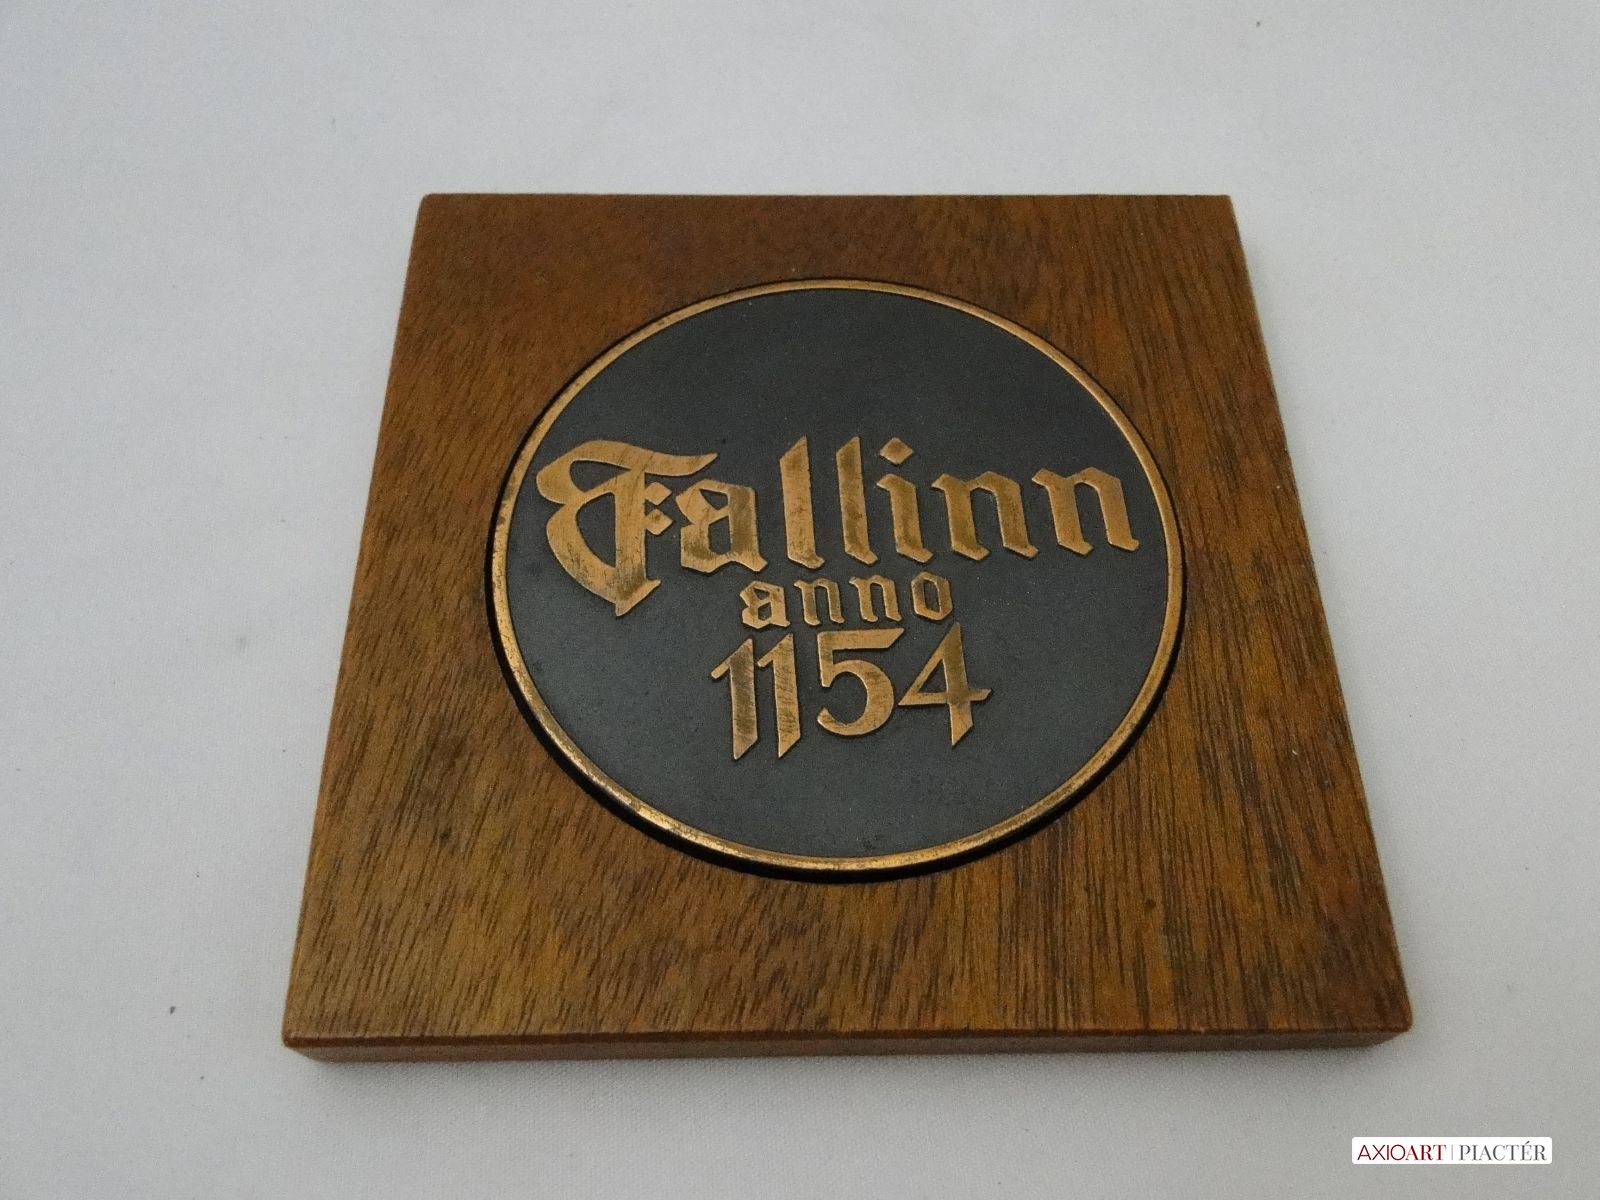 Tallinn
anno
1154
AXIOART | PIACTÉR